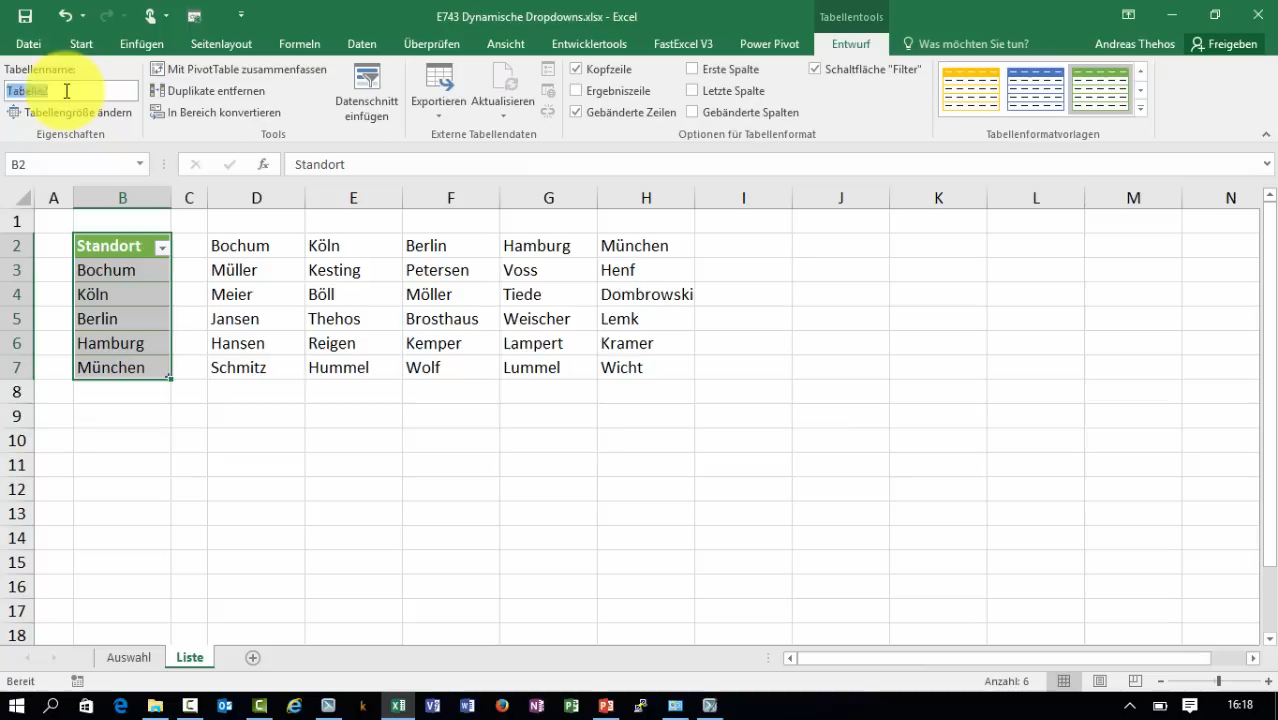 E743 Dynamische Dropdowns.xlsx - Excel
Tabellentools
Datei Start Einfügen Seitenlayout Formeln Daten Überprüfen Ansicht Entwicklertools FastExcel V3 Power Pivot Entwurf Was möchten Sie tun? Andreas Thehos Freigeben
Tabellenname:
Tabellengröße ändern
Eigenschaften
Mit PivotTable zusammenfassen
Duplikate entfernen
In Bereich konvertieren
Datenschnitt
einfügen
Tools
Exportieren Aktualisieren
Externe Tabellendaten
Kopfzeile Erste Spalte Schaltfläche "Filter"
Ergebniszeile Letzte Spalte
Gebänderte Zeilen Gebänderte Spalten
Optionen für Tabellenformat
Tabellenformatvorlagen
B2 fx Standort
A B C D E F G H I J K L M N
1
2 Standort Bochum Köln Berlin Hamburg München
3 Bochum Müller Kesting Petersen Voss Henf
4 Köln Meier Böll Möller Tiede Dombrowski
5 Berlin Jansen Thehos Brosthaus Weischer Lemk
6 Hamburg Hansen Reigen Kemper Lampert Kramer
7 München Schmitz Hummel Wolf Lummel Wicht
8
9
10
11
12
13
14
15
16
17
18
Auswahl Liste
Bereit Anzahl: 6
16:18